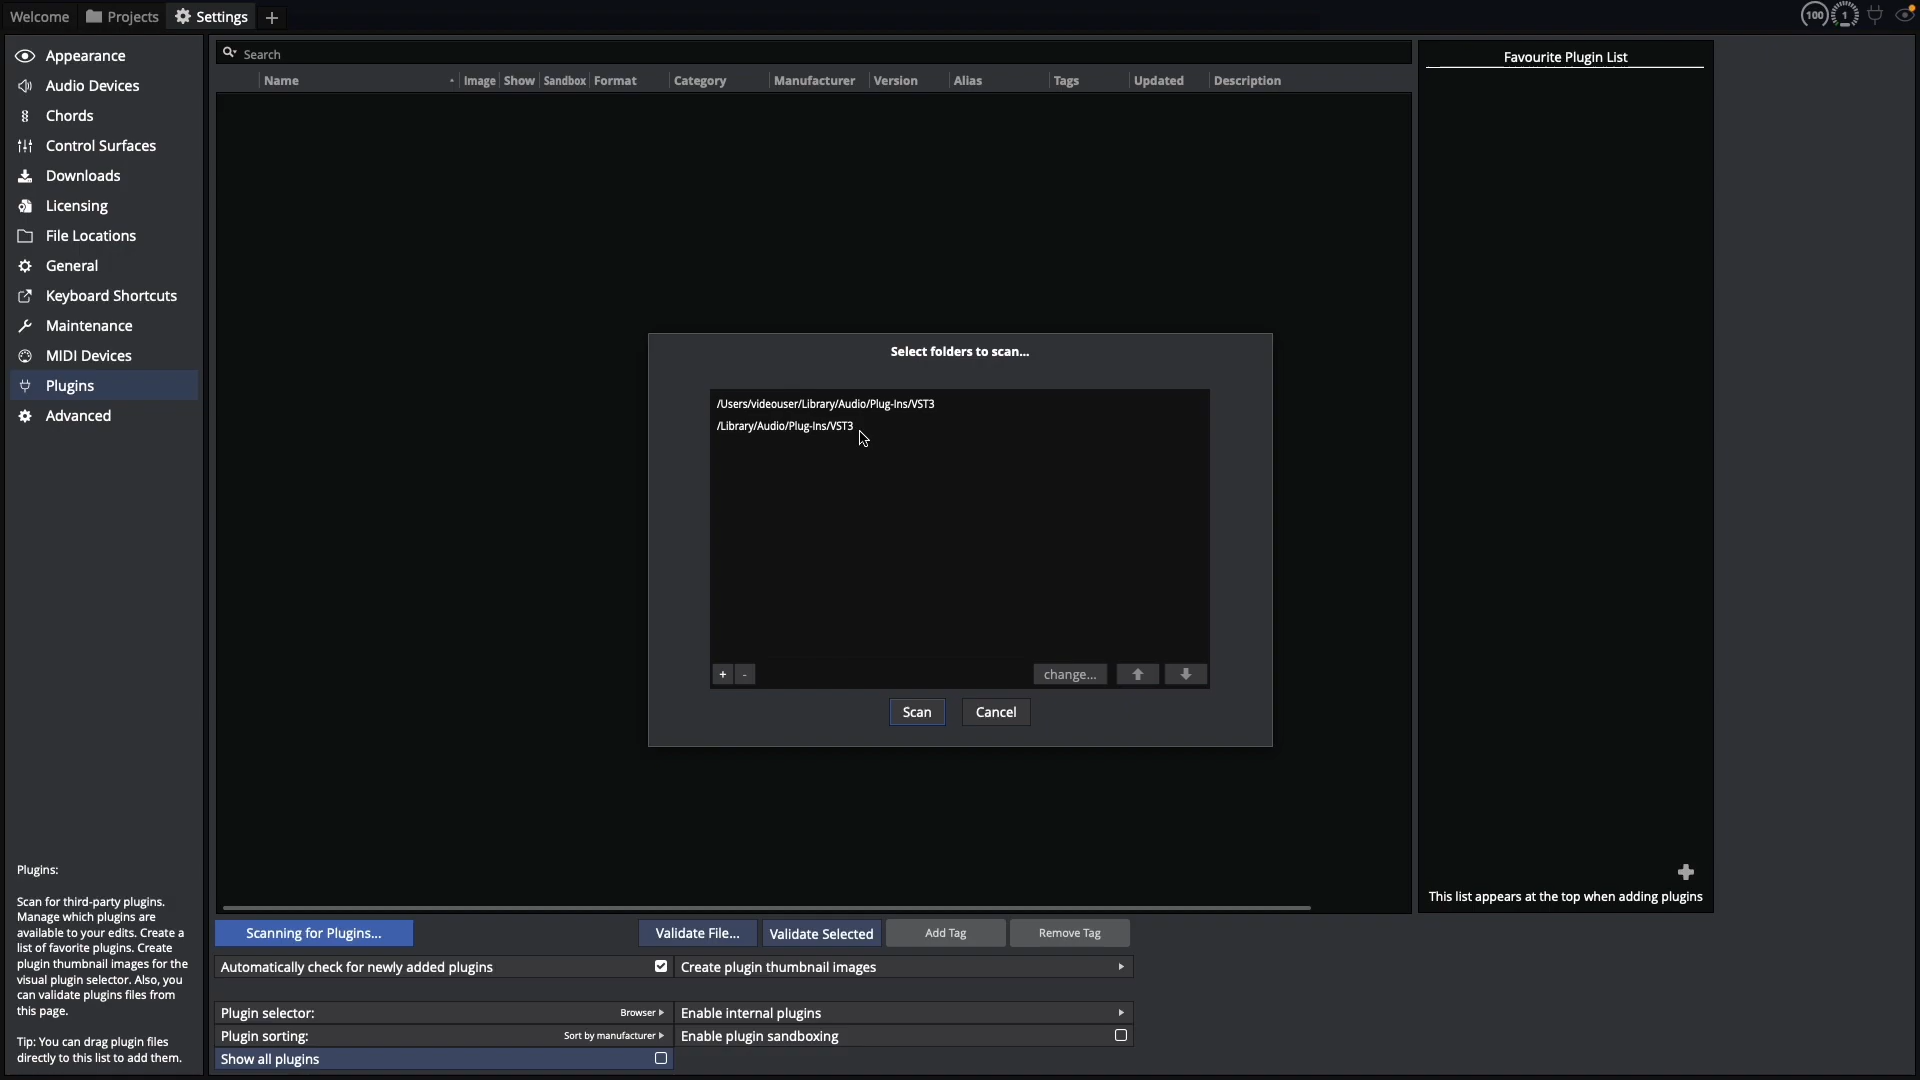 Welcome
Projects
Settings
+
100
1
Appearance
Audio Devices
Chords
Control Surfaces
Downloads
Licensing
File Locations
General
Keyboard Shortcuts
Maintenance
MIDI Devices
Plugins
Advanced
Plugins:
Scan for third-party plugins.
Manage which plugins are
available to your edits. Create a
list of favorite plugins. Create
plugin thumbnail images for the
visual plugin selector. Also, you
can validate plugins files from
this page.
Tip: You can drag plugin files
directly to this list to add them.
Search
Name Image Show Sandbox Format Category Manufacturer Version Alias Tags Updated Description
Select folders to scan...
/Users/videouser/Library/Audio/Plug-Ins/VST3
/Library/Audio/Plug-Ins/VST3
+ - change...
Scan Cancel
Scanning for Plugins... Validate File... Validate Selected Add Tag Remove Tag
Automatically check for newly added plugins Create plugin thumbnail images
Plugin selector: Browser Enable internal plugins
Plugin sorting: Sort by manufacturer Enable plugin sandboxing
Show all plugins
Favourite Plugin List
This list appears at the top when adding plugins